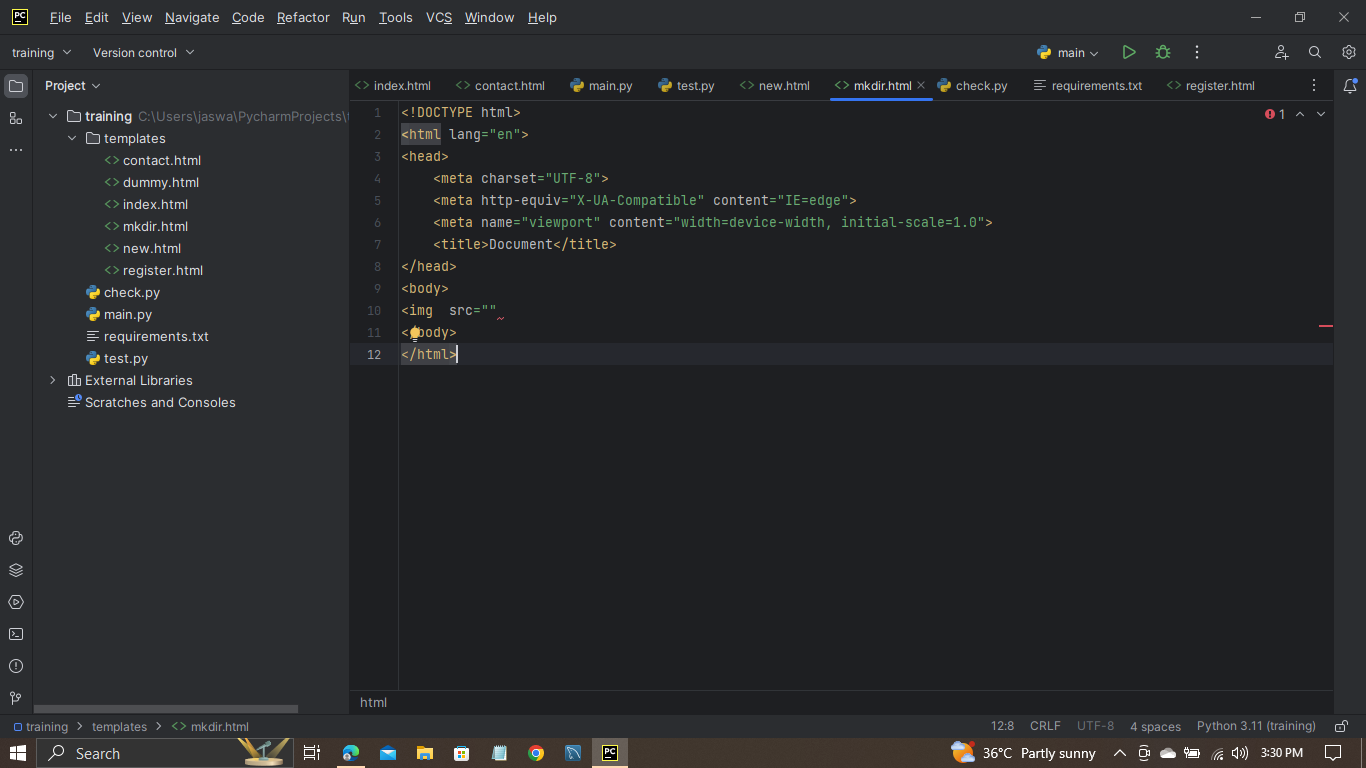 PC File Edit View Navigate Code Refactor Run Tools VCS Window Help
training Version control main
Project
index.html contact.html main.py test.py new.html mkdir.html check.py requirements.txt register.html
training C:\Users\jaswa\PycharmProjects\
templates
contact.html
dummy.html
index.html
mkdir.html
new.html
register.html
check.py
main.py
requirements.txt
test.py
External Libraries
Scratches and Consoles
1 <!DOCTYPE html>
2 <html lang="en">
3 <head>
4 <meta charset="UTF-8">
5 <meta http-equiv="X-UA-Compatible" content="IE=edge">
6 <meta name="viewport" content="width=device-width, initial-scale=1.0">
7 <title>Document</title>
8 </head>
9 <body>
10 <img  src=""
11 < body>
12 </html>
1
html
training > templates > mkdir.html 12:8 CRLF UTF-8 4 spaces Python 3.11 (training)
Search PC 36°C Partly sunny 3:30 PM